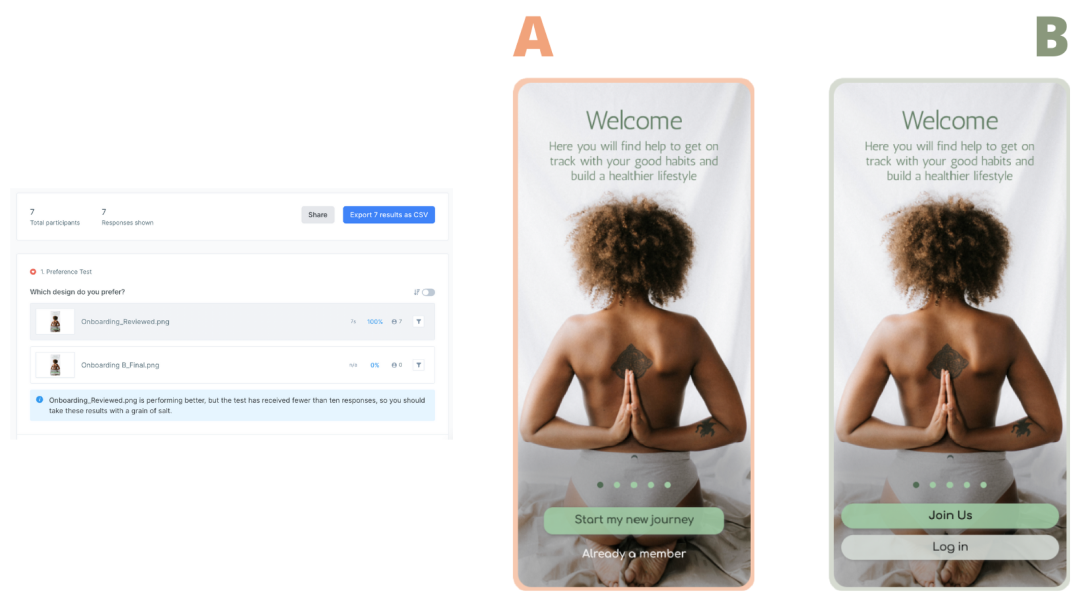 7
Total participants
7
Responses shown
Share
Export 7 results as CSV
1. Preference Test
Which design do you prefer?
Onboarding_Reviewed.png
7s
100%
7
Onboarding B_Final.png
n/a
0%
0
Onboarding_Reviewed.png is performing better, but the test has received fewer than ten responses, so you should
take these results with a grain of salt.
A
Welcome
Here you will find help to get on
track with your good habits and
build a healthier lifestyle
Start my new journey
Already a member
B
Welcome
Here you will find help to get on
track with your good habits and
build a healthier lifestyle
Join Us
Log in